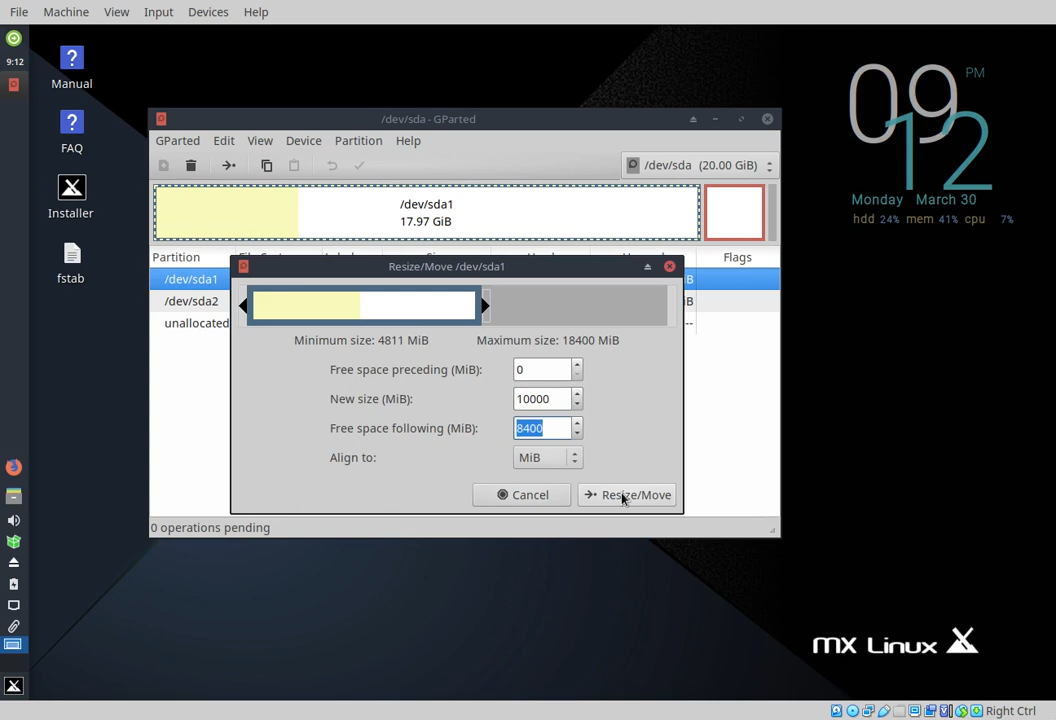 File Machine View Input Devices Help
9:12
Manual
FAQ
Installer
fstab
09 PM
12
Monday March 30
hdd 24% mem 41% cpu 7%
/dev/sda - GParted
GParted Edit View Device Partition Help
/dev/sda (20.00 GiB)
/dev/sda1
17.97 GiB
Partition Flags
/dev/sda1
/dev/sda2
unallocated --
Resize/Move /dev/sda1
Minimum size: 4811 MiB Maximum size: 18400 MiB
Free space preceding (MiB): 0
New size (MiB): 10000
Free space following (MiB): 8400
Align to: MiB
Cancel Resize/Move
0 operations pending
mx Linux
Right Ctrl